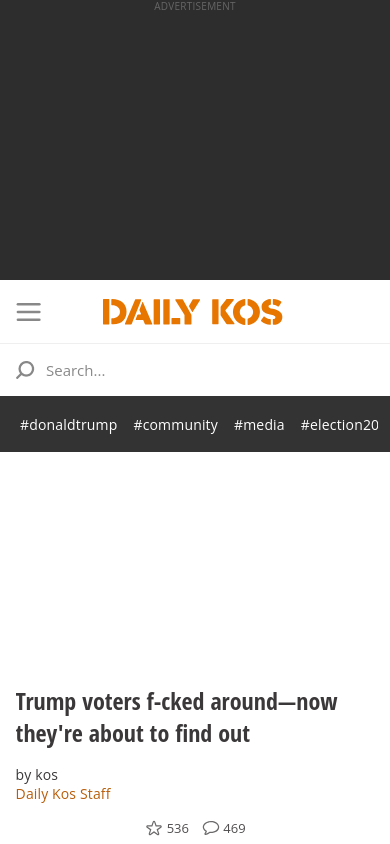 ADVERTISEMENT
DAILY KOS
Search...
#donaldtrump #community #media #election20
Trump voters f-cked around—now
they're about to find out
by kos
Daily Kos Staff
536 469